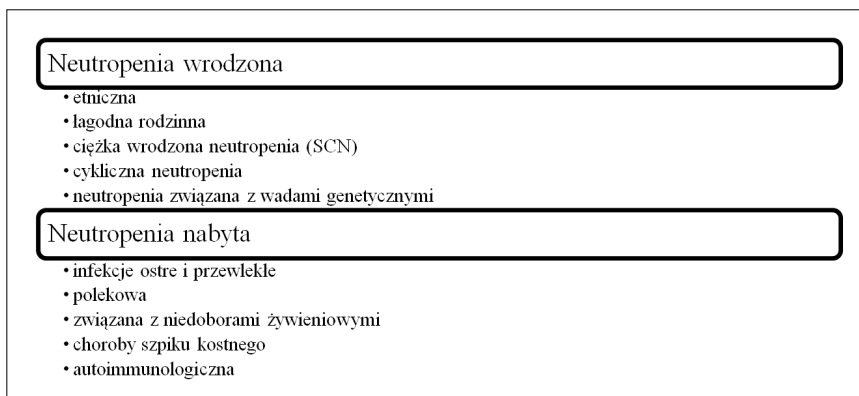 Neutropenia wrodzona
• etniczna
• łagodna rodzinna
• ciężka wrodzona neutropenia (SCN)
• cykliczna neutropenia
• neutropenia związana z wadami genetycznymi
Neutropenia nabyta
• infekcje ostre i przewlekłe
• polekowa
• związana z niedoborami żywieniowymi
• choroby szpiku kostnego
• autoimmunologiczna